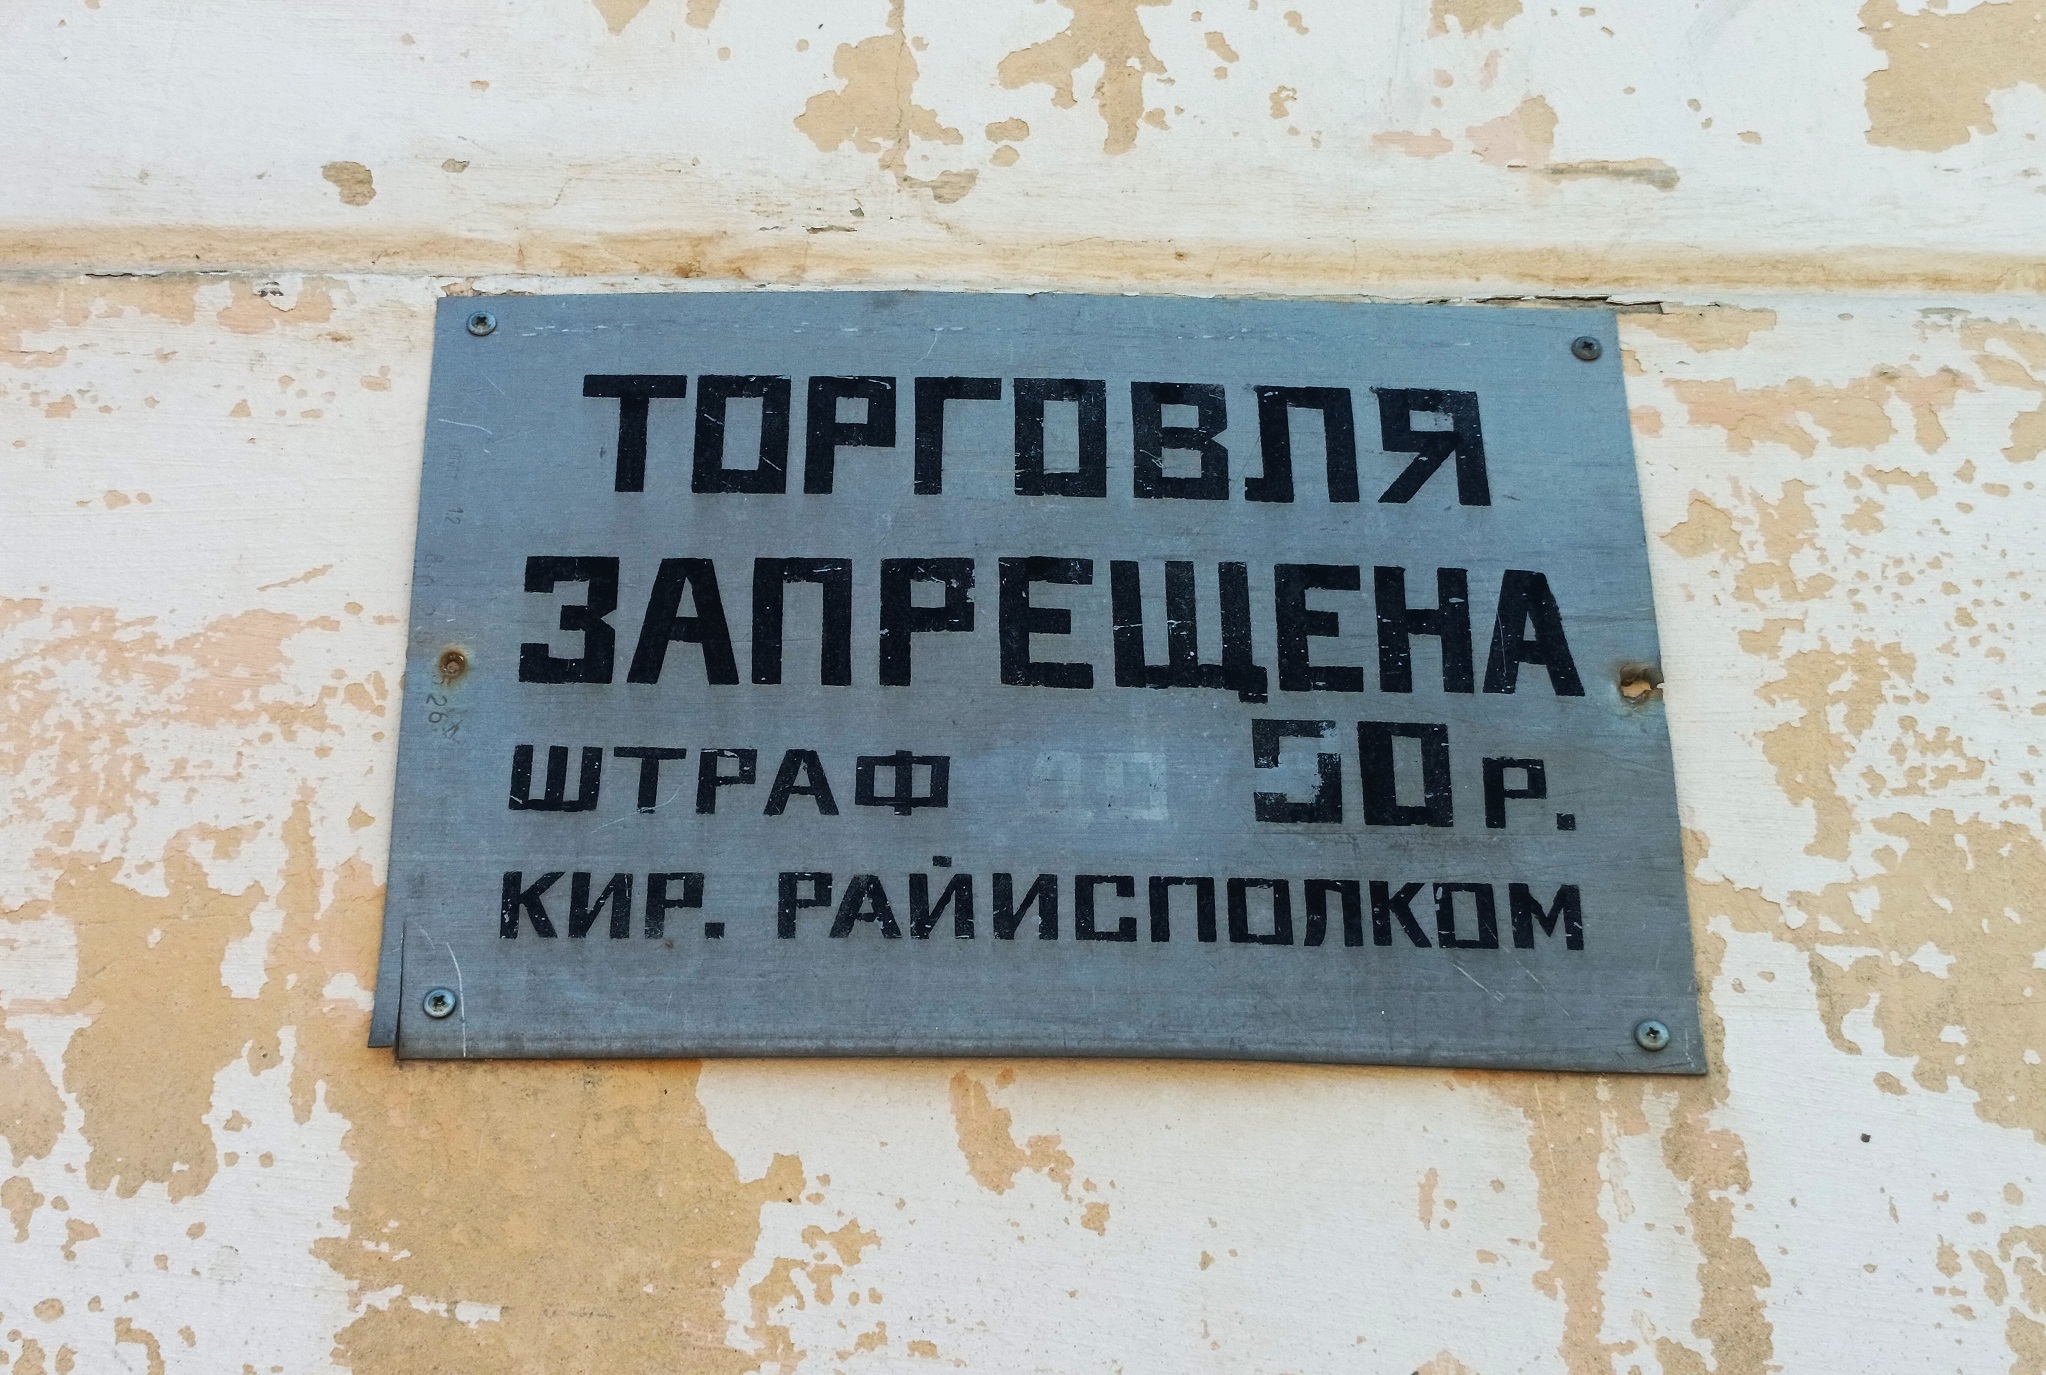 ТОРГОВЛЯ
ЗАПРЕЩЕНА
ШТРАФ 50 р.
КИР. РАЙИСПОЛКОМ